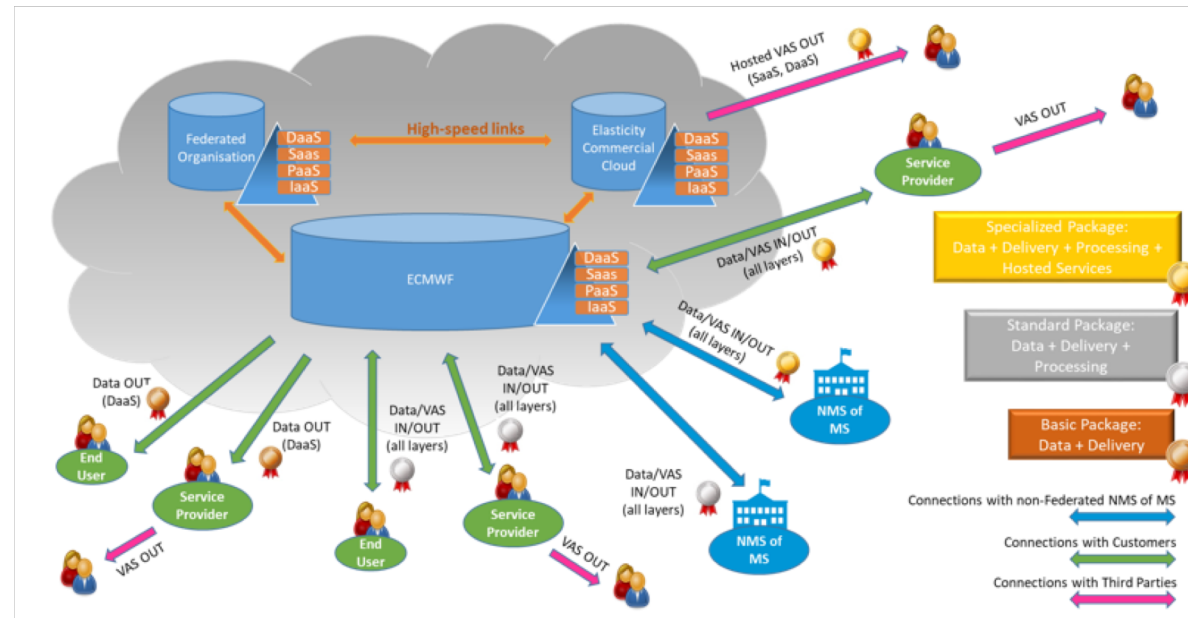 Hosted VAS OUT
(SaaS, DaaS)
VAS OUT
Federated
Organisation
DaaS
Saas
PaaS
IaaS
High-speed links
Elasticity
Commercial
Cloud
DaaS
Saas
PaaS
IaaS
Service
Provider
Data/VAS IN/OUT
(all layers)
ECMWF
DaaS
Saas
PaaS
IaaS
Specialized Package:
Data + Delivery + Processing +
Hosted Services
Data/VAS IN/OUT
(all layers)
Standard Package:
Data + Delivery +
Processing
NMS of
MS
Basic Package:
Data + Delivery
Data OUT
(DaaS)
End
User
Data OUT
(DaaS)
Service
Provider
VAS OUT
Data/VAS
IN/OUT
(all layers)
End
User
Data/VAS
IN/OUT
(all layers)
Service
Provider
VAS OUT
Data/VAS
IN/OUT
(all layers)
NMS of
MS
Connections with non-Federated NMS of MS
Connections with Customers
Connections with Third Parties